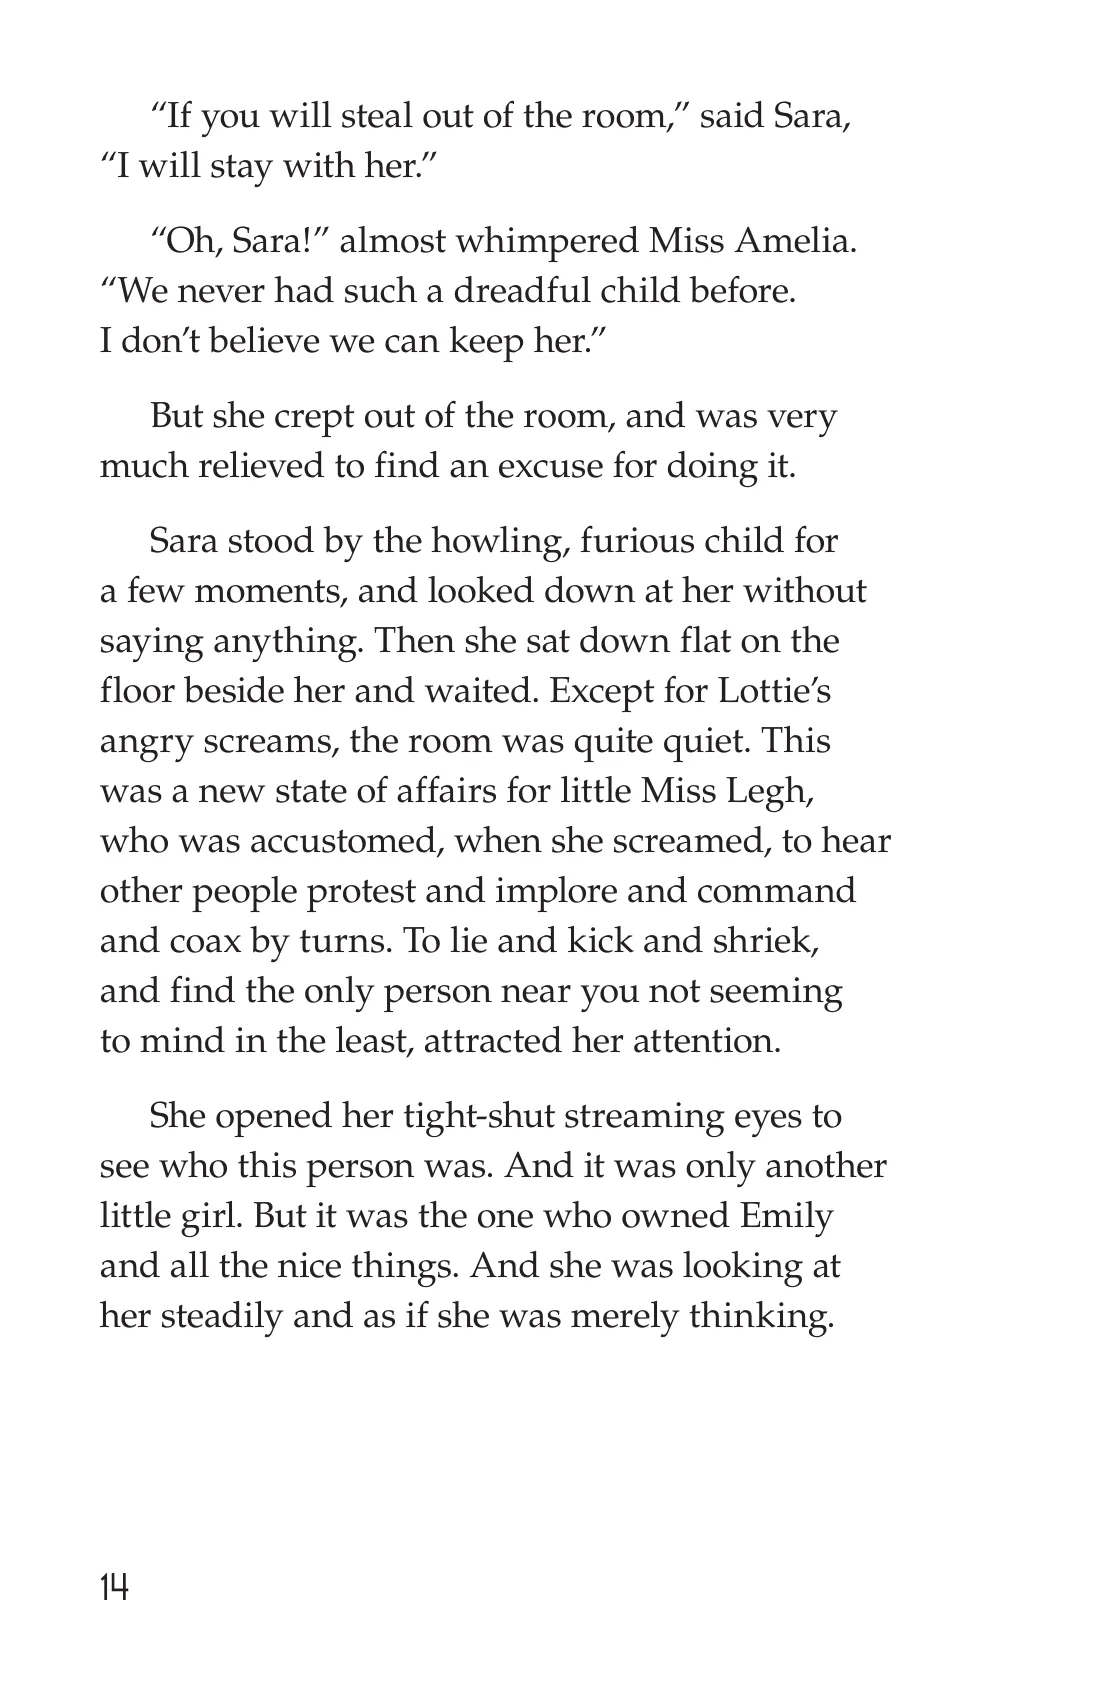 “If you will steal out of the room,” said Sara,
“I will stay with her.”
“Oh, Sara!” almost whimpered Miss Amelia.
“We never had such a dreadful child before.
I don’t believe we can keep her.”
But she crept out of the room, and was very
much relieved to find an excuse for doing it.
Sara stood by the howling, furious child for
a few moments, and looked down at her without
saying anything. Then she sat down flat on the
floor beside her and waited. Except for Lottie’s
angry screams, the room was quite quiet. This
was a new state of affairs for little Miss Legh,
who was accustomed, when she screamed, to hear
other people protest and implore and command
and coax by turns. To lie and kick and shriek,
and find the only person near you not seeming
to mind in the least, attracted her attention.
She opened her tight-shut streaming eyes to
see who this person was. And it was only another
little girl. But it was the one who owned Emily
and all the nice things. And she was looking at
her steadily and as if she was merely thinking.
14